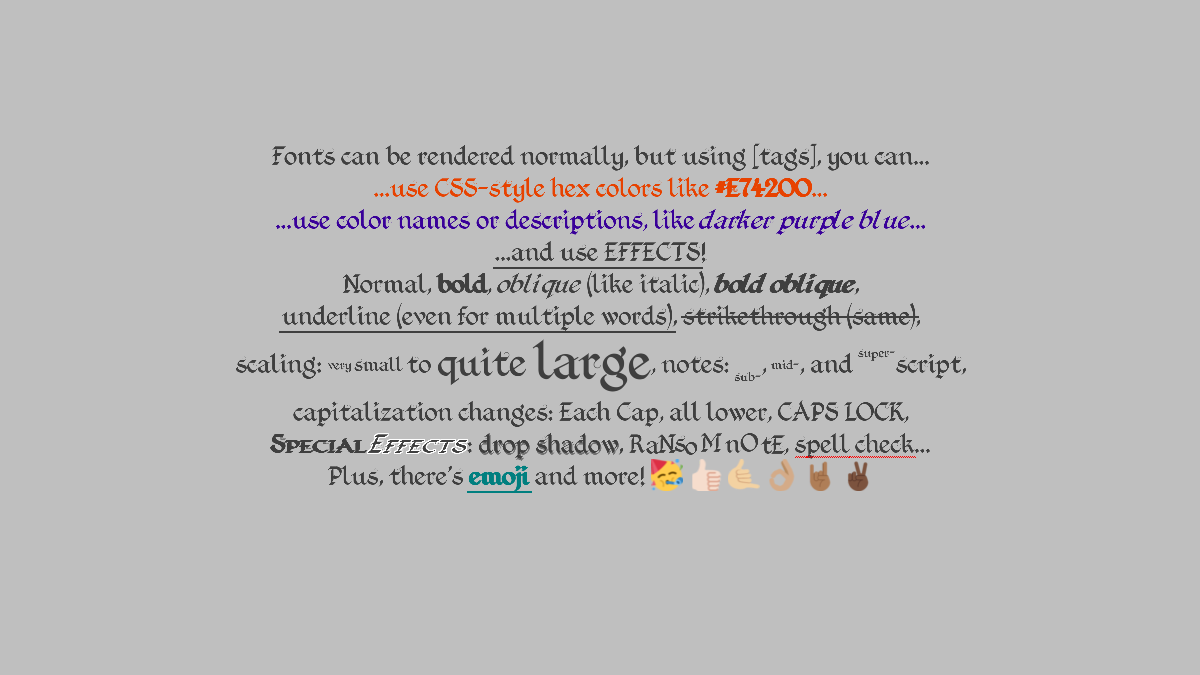 Fonts can be rendered normally, but using [tags], you can...
...use CSS-style hex colors like #E74200...
...use color names or descriptions, like darker purple blue...
...and use EFFECTS!
Normal, bold, oblique (like italic), bold oblique,
underline (even for multiple words), strikethrough (same),
scaling: very small to quite large, notes: sub-, mid-, and super-script,
capitalization changes: Each Cap, all lower, CAPS LOCK,
Special Effects: drop shadow, RaNsoM nOtE, spell check...
Plus, there's emoji and more! 🥳👍🏻🤙🏼👌🏽🤘🏾✌🏿